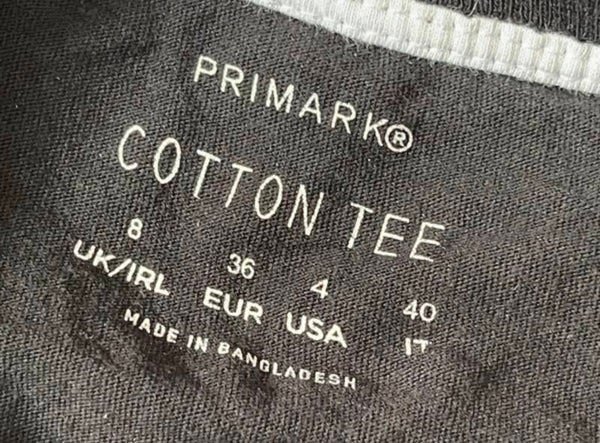 PRIMARK®
COTTON TEE
8 36 4 40
UK/IRL EUR USA IT
MADE IN BANGLADESH